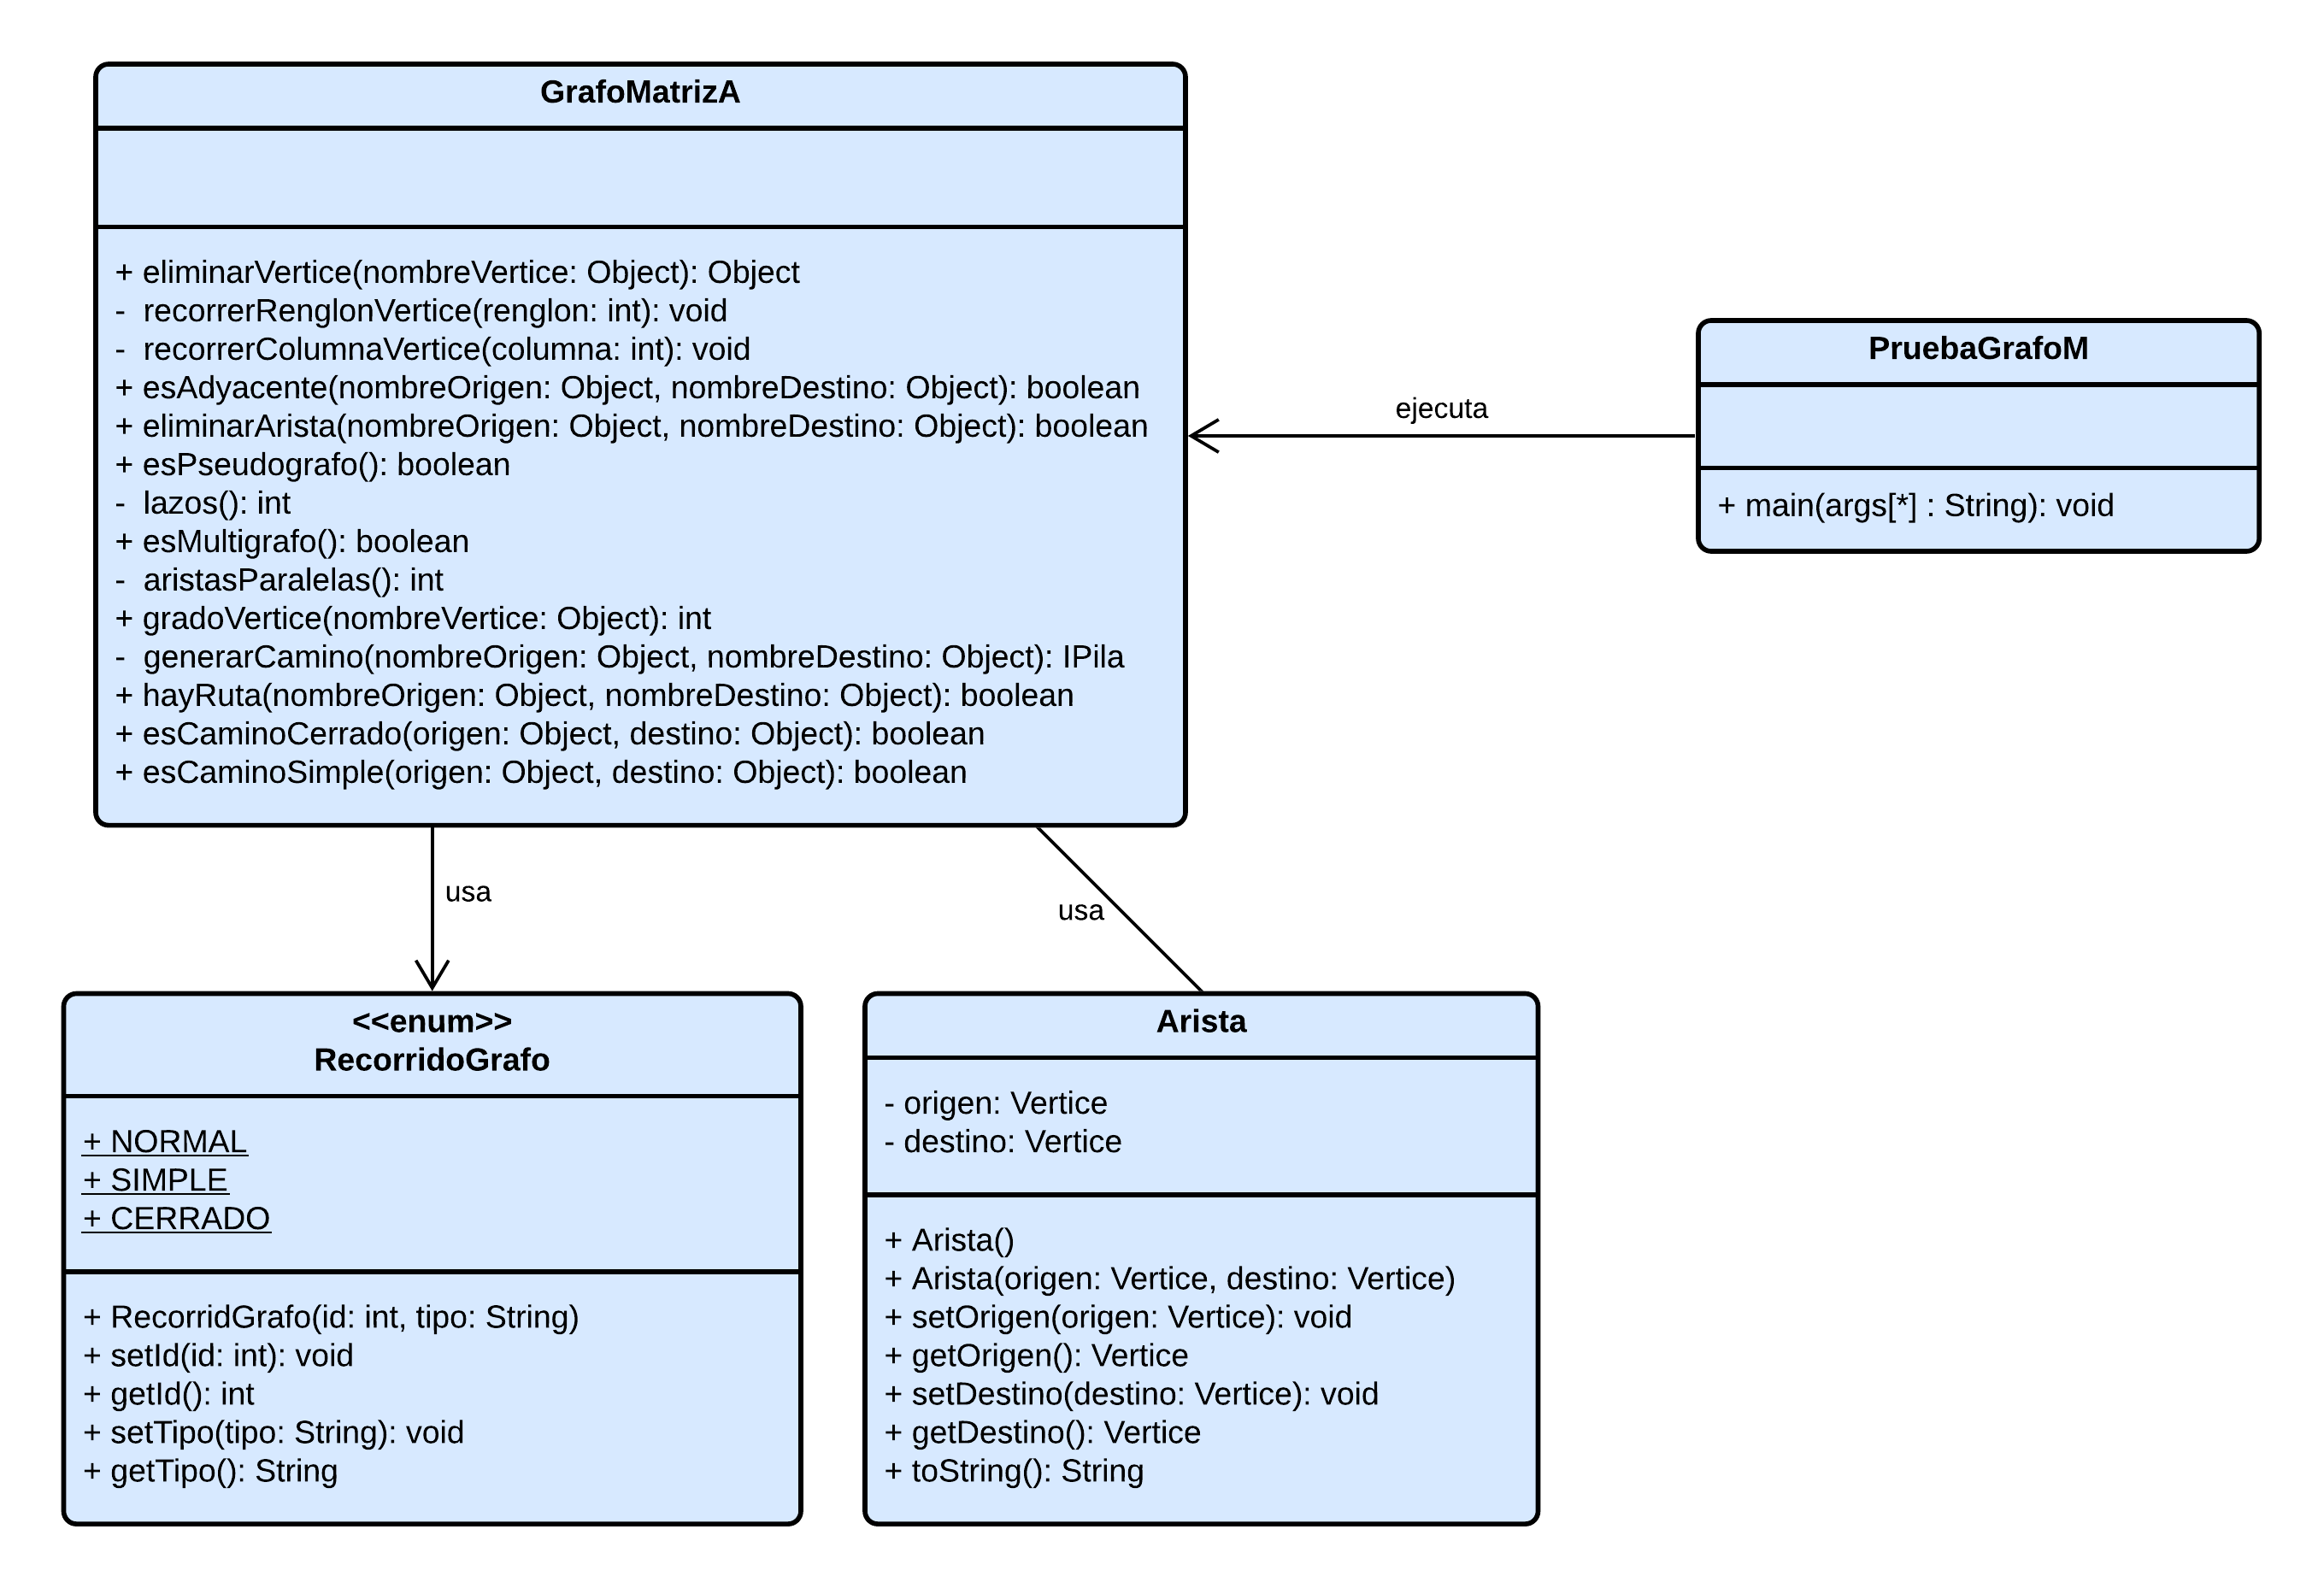 GrafoMatrizA
+ eliminarVertice(nombreVertice: Object): Object
- recorrerRenglonVertice(renglon: int): void
- recorrerColumnaVertice(columna: int): void
+ esAdyacente(nombreOrigen: Object, nombreDestino: Object): boolean
+ eliminarArista(nombreOrigen: Object, nombreDestino: Object): boolean
+ esPseudografo(): boolean
- lazos(): int
+ esMultigrafo(): boolean
- aristasParalelas(): int
+ gradoVertice(nombreVertice: Object): int
- generarCamino(nombreOrigen: Object, nombreDestino: Object): IPila
+ hayRuta(nombreOrigen: Object, nombreDestino: Object): boolean
+ esCaminoCerrado(origen: Object, destino: Object): boolean
+ esCaminoSimple(origen: Object, destino: Object): boolean
ejecuta
PruebaGrafoM
+ main(args[*] : String): void
usa
usa
<<enum>>
RecorridoGrafo
+ NORMAL
+ SIMPLE
+ CERRADO
+ RecorridGrafo(id: int, tipo: String)
+ setId(id: int): void
+ getId(): int
+ setTipo(tipo: String): void
+ getTipo(): String
Arista
- origen: Vertice
- destino: Vertice
+ Arista()
+ Arista(origen: Vertice, destino: Vertice)
+ setOrigen(origen: Vertice): void
+ getOrigen(): Vertice
+ setDestino(destino: Vertice): void
+ getDestino(): Vertice
+ toString(): String